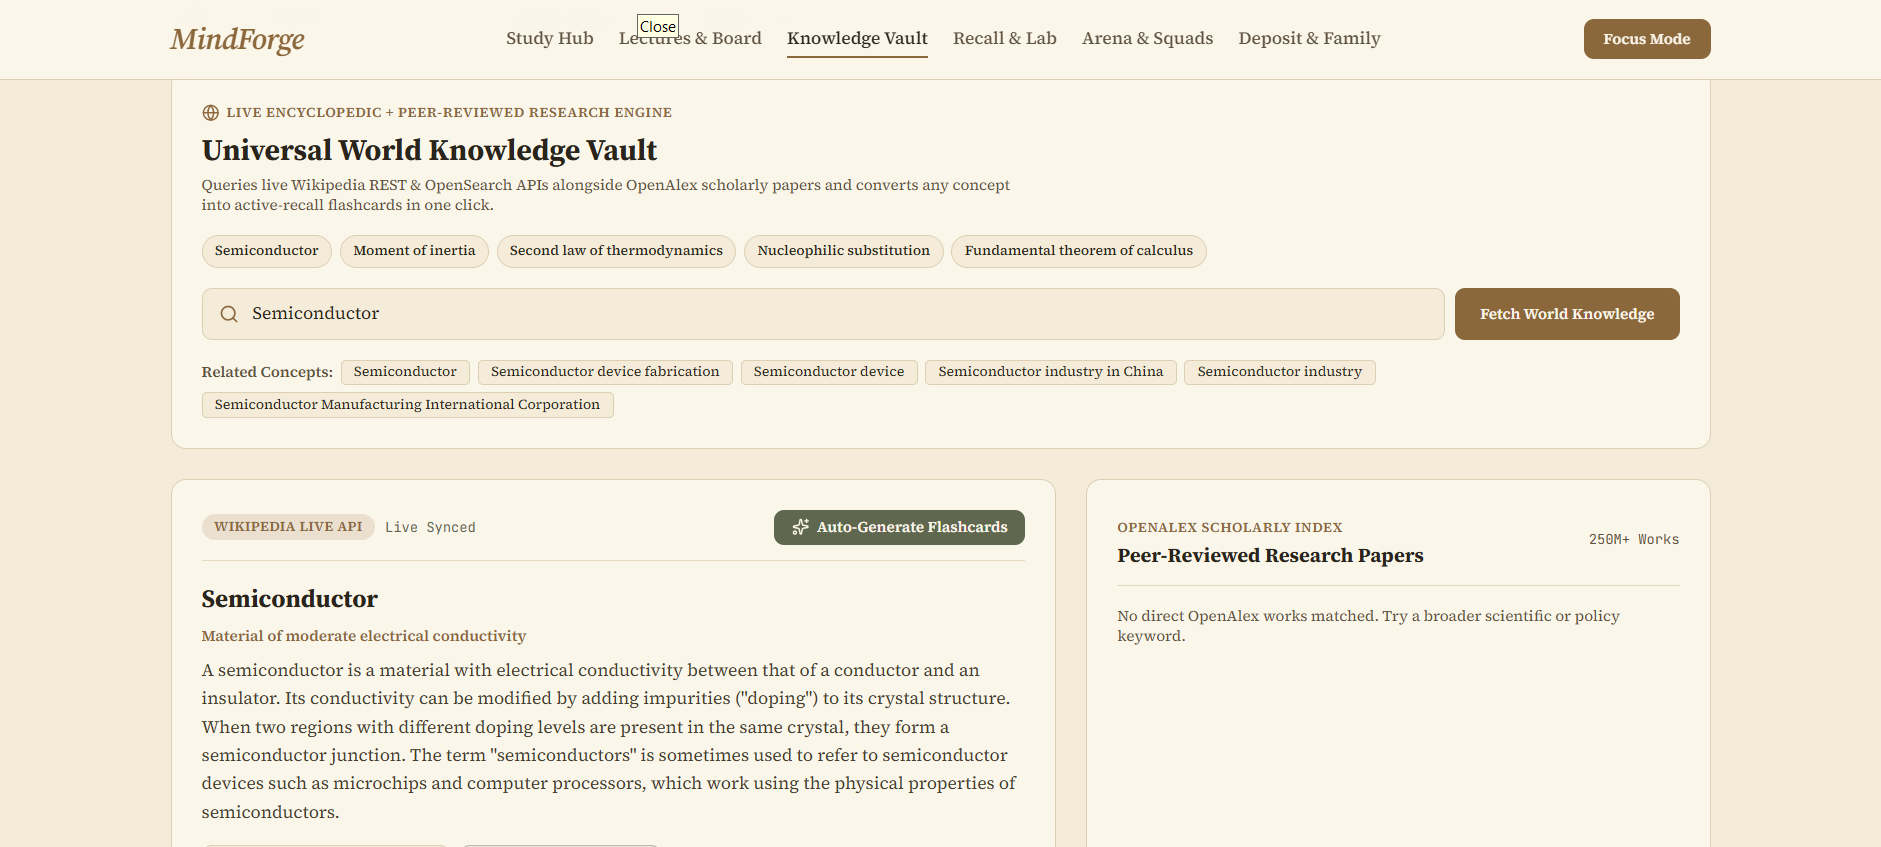 MindForge
Study Hub
Lectures & Board
Close
Knowledge Vault
Recall & Lab
Arena & Squads
Deposit & Family
Focus Mode
LIVE ENCYCLOPEDIC + PEER-REVIEWED RESEARCH ENGINE
Universal World Knowledge Vault
Queries live Wikipedia REST & OpenSearch APIs alongside OpenAlex scholarly papers and converts any concept
into active-recall flashcards in one click.
Semiconductor
Moment of inertia
Second law of thermodynamics
Nucleophilic substitution
Fundamental theorem of calculus
Semiconductor
Fetch World Knowledge
Related Concepts:
Semiconductor
Semiconductor device fabrication
Semiconductor device
Semiconductor industry in China
Semiconductor industry
Semiconductor Manufacturing International Corporation
WIKIPEDIA LIVE API
Live Synced
Auto-Generate Flashcards
Semiconductor
Material of moderate electrical conductivity
A semiconductor is a material with electrical conductivity between that of a conductor and an
insulator. Its conductivity can be modified by adding impurities ("doping") to its crystal structure.
When two regions with different doping levels are present in the same crystal, they form a
semiconductor junction. The term "semiconductors" is sometimes used to refer to semiconductor
devices such as microchips and computer processors, which work using the physical properties of
semiconductors.
OPENALEX SCHOLARLY INDEX
Peer-Reviewed Research Papers
250M+ Works
No direct OpenAlex works matched. Try a broader scientific or policy
keyword.